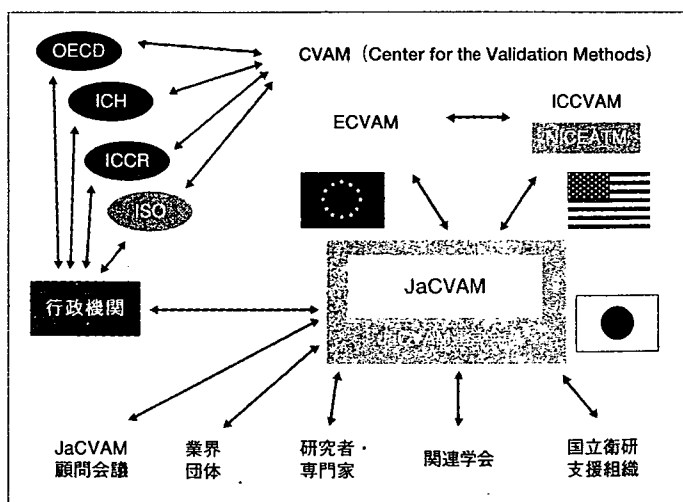 OECD
CVAM (Center for the Validation Methods)
ICH
ICCVAM
ECVAM
NICEATM
ICCR
ISO
JaCVAM
行政機関
JaCVAM
顧問会議
業界
団体
研究者・
専門家
関連学会
国立衛研
支援組織